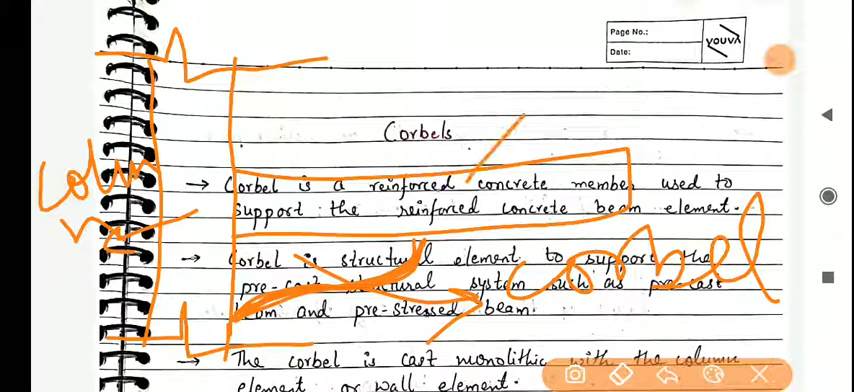 Page No.:
Date:
YOUVA
Corbels
→ Corbel is a reinforced concrete member used to
support the reinforced concrete beam element.
→ Corbel is structural element to support the
pre-cast structural system such as pre-cast
beam and pre-stressed beam.
→ The corbel is cast monolithic with the column
element or wall element.
Column
corbel